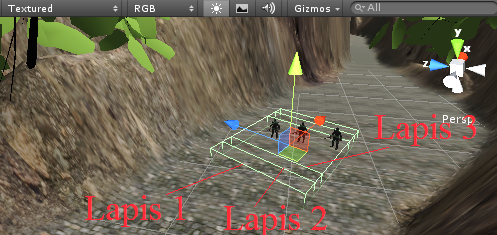 Textured RGB Gizmos All
y
x
z
Persp
Lapis 3
Lapis 1
Lapis 2